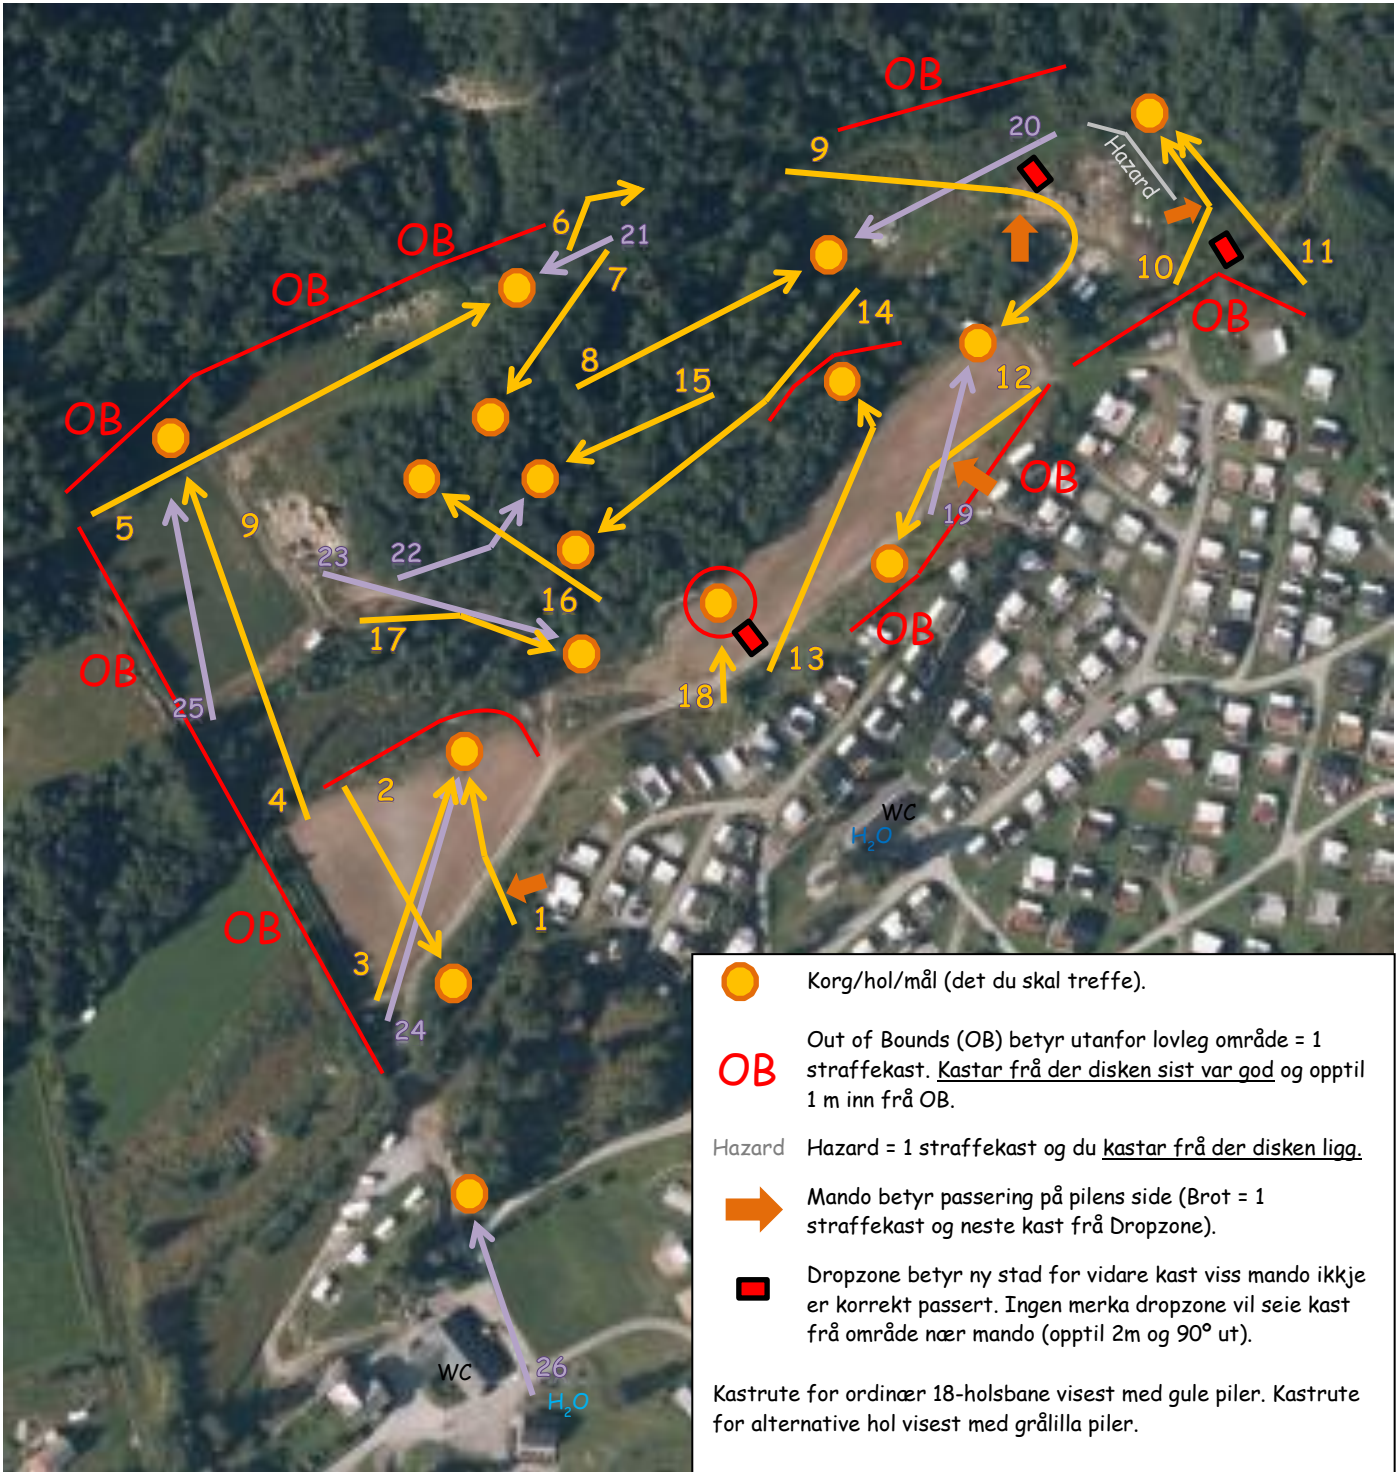 OB
20
9
Hazard
6
OB
21
11
7
10
OB
14
OB
8
15
12
OB
OB
5
9
19
23
22
16
17
OB
13
OB
18
25
2
4
WC
H₂O
1
OB
3
24
26
WC
H₂O
Korg/hol/mål (det du skal treffe).
OB
Out of Bounds (OB) betyr utanfor lovleg område = 1
straffekast. Kastar frå der disken sist var god og opptil
1 m inn frå OB.
Hazard
Hazard = 1 straffekast og du kastar frå der disken ligg.
Mando betyr passering på pilens side (Brot = 1
straffekast og neste kast frå Dropzone).
Dropzone betyr ny stad for vidare kast viss mando ikkje
er korrekt passert. Ingen merka dropzone vil seie kast
frå område nær mando (opptil 2m og 90º ut).
Kastrute for ordinær 18-holsbane visest med gule piler. Kastrute
for alternative hol visest med grålilla piler.